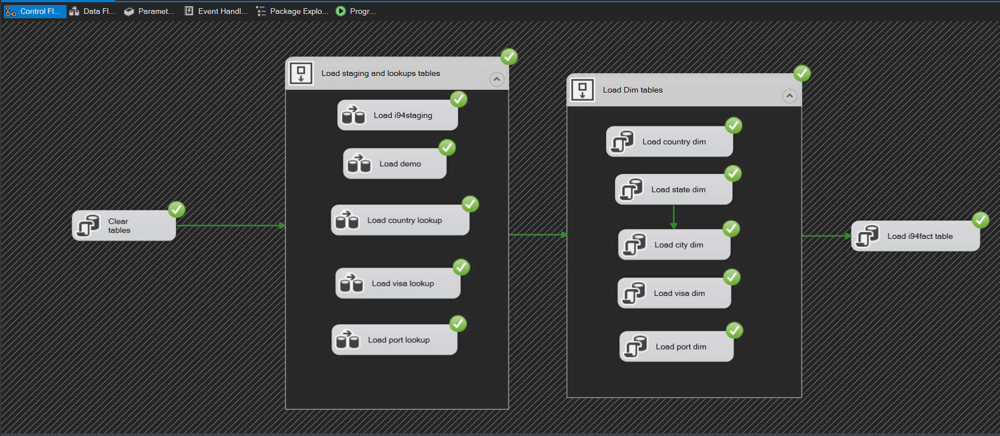 Control Fl...
Data Fl...
Paramet...
Event Handl...
Package Explo...
Progr...
Clear
tables
Load staging and lookups tables
Load i94staging
Load demo
Load country lookup
Load visa lookup
Load port lookup
Load Dim tables
Load country dim
Load state dim
Load city dim
Load visa dim
Load port dim
Load i94fact table